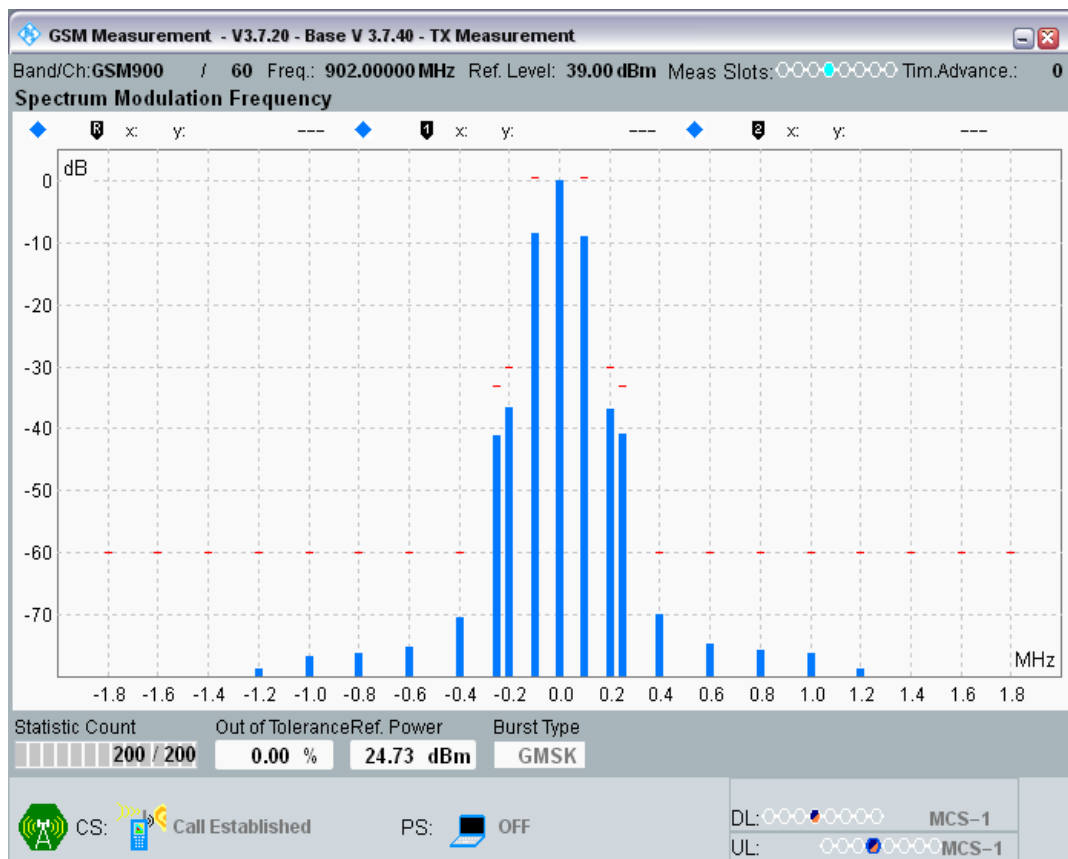 GSM Measurement - V3.7.20 - Base V 3.7.40 - TX Measurement
Band/Ch:GSM900 / 60 Freq.: 902.00000 MHz Ref. Level: 39.00 dBm Meas Slots: Tim.Advance.: 0
Spectrum Modulation Frequency
R x: y: --- 1 x: y: --- 2 x: y: ---
dB
0
-10
-20
-30
-40
-50
-60
-70
MHz
-1.8 -1.6 -1.4 -1.2 -1.0 -0.8 -0.6 -0.4 -0.2 0.0 0.2 0.4 0.6 0.8 1.0 1.2 1.4 1.6 1.8
Statistic Count Out of Tolerance Ref. Power Burst Type
200 / 200 0.00 % 24.73 dBm GMSK
CS: Call Established PS: OFF
DL: MCS-1
UL: MCS-1